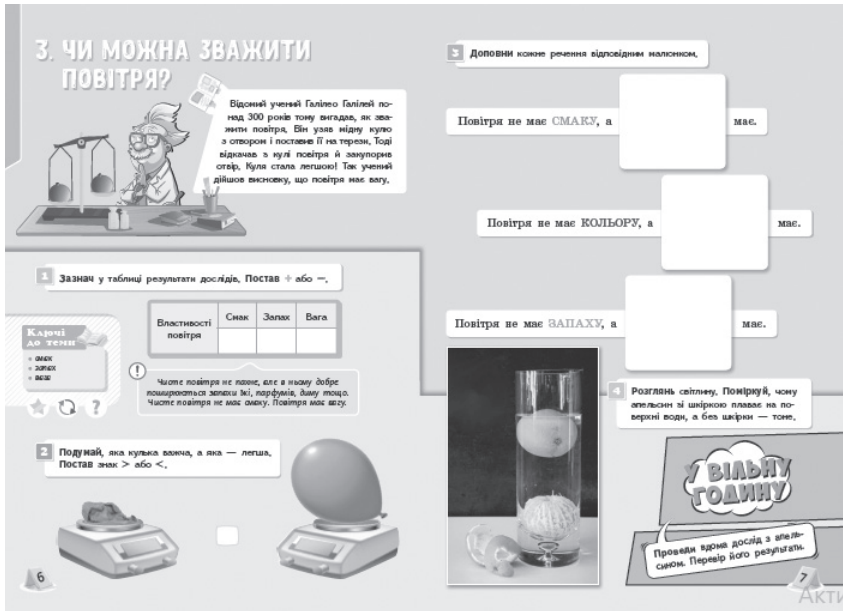 3. ЧИ МОЖНА ЗВАЖИТИ
ПОВІТРЯ?
Відомий учений Галілео Галілей по-
над 300 років тому вигадав, як зва-
жити повітря. Він узяв мідну кулю
з отвором і поставив її на терези. Тоді
відкачав з кулі повітря й закупорив
отвір. Куля стала легшою! Так учений
дійшов висновку, що повітря має вагу.
1 Зазнач у таблиці результати дослідів. Постав + або −.
Властивості
повітря
Смак Запах Вага
Ключі
до теми
• смак
• запах
• вага
?
!
Чисте повітря не пахне, але в ньому добре
поширюються запахи їжі, парфумів, диму тощо.
Чисте повітря не має смаку. Повітря має вагу.
2 Подумай, яка кулька важча, а яка — легша.
Постав знак > або <.
6
3 Доповни кожне речення відповідним малюнком.
Повітря не має СМАКУ, а має.
Повітря не має КОЛЬОРУ, а має.
Повітря не має ЗАПАХУ, а має.
4 Розглянь світлину. Поміркуй, чому
апельсин зі шкіркою плаває на по-
верхні води, а без шкірки — тоне.
У ВІЛЬНУ
ГОДИНУ
Проведи вдома дослід з апель-
сином. Перевір його результати.
7
Акти